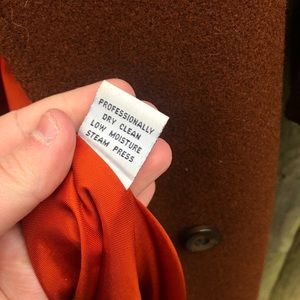 PROFESSIONALLY
DRY CLEAN
LOW MOISTURE
STEAM PRESS